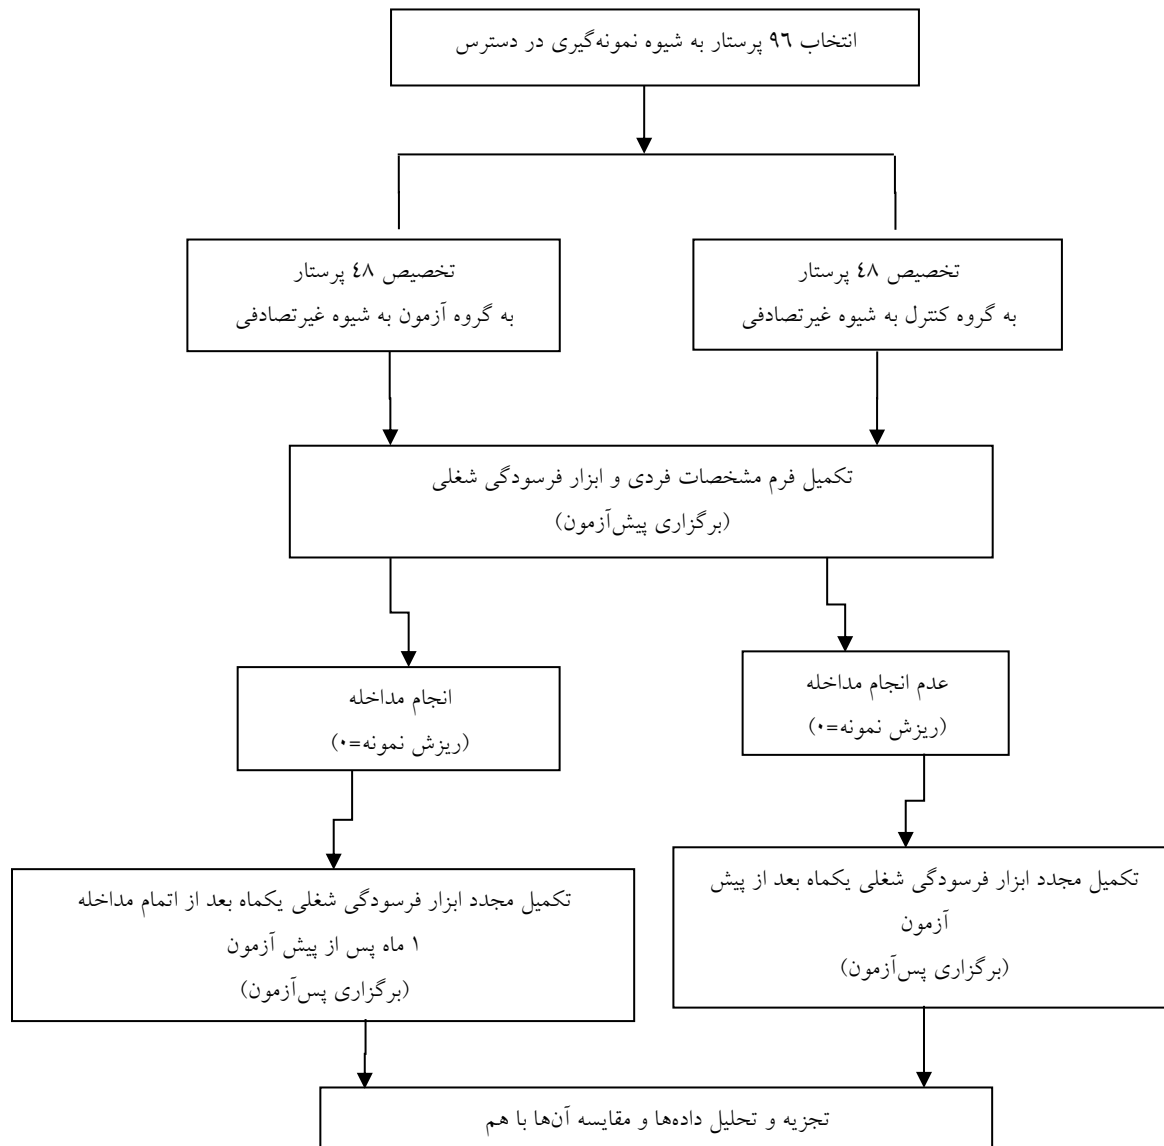 انتخاب ٩٦ پرستار به شیوه نمونه‌گیری در دسترس
تخصیص ٤٨ پرستار
به گروه کنترل به شیوه غیرتصادفی
تخصیص ٤٨ پرستار
به گروه آزمون به شیوه غیرتصادفی
تکمیل فرم مشخصات فردی و ابزار فرسودگی شغلی
(برگزاری پیش‌آزمون)
عدم انجام مداخله
(ریزش نمونه=٠)
انجام مداخله
(ریزش نمونه=٠)
تکمیل مجدد ابزار فرسودگی شغلی یکماه بعد از پیش
آزمون
(برگزاری پس‌آزمون)
تکمیل مجدد ابزار فرسودگی شغلی یکماه بعد از اتمام مداخله
١ ماه پس از پیش آزمون
(برگزاری پس‌آزمون)
تجزیه و تحلیل داده‌ها و مقایسه آن‌ها با هم